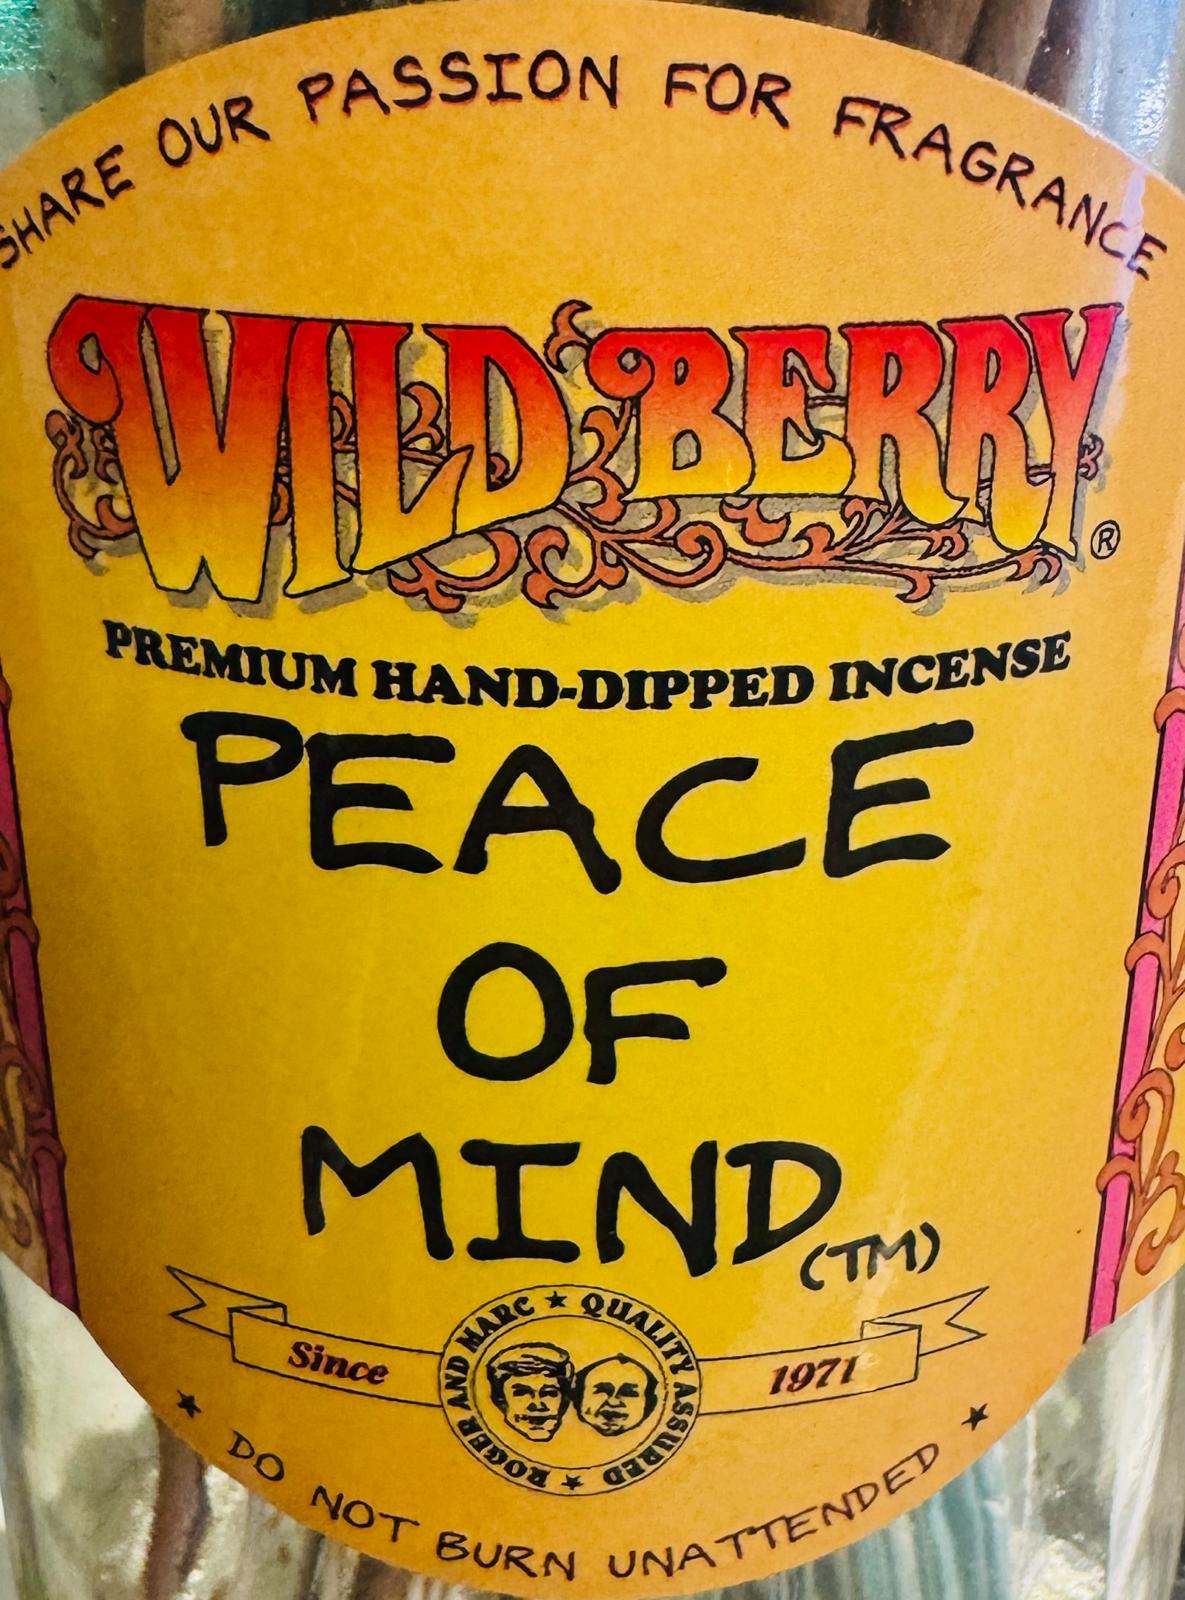 SHARE OUR PASSION FOR FRAGRANCE
WILD BERRY®
PREMIUM HAND-DIPPED INCENSE
PEACE
OF
MIND(TM)
Since 1971
ROGER AND MARC ★ QUALITY ASSURED ★
★ DO NOT BURN UNATTENDED ★